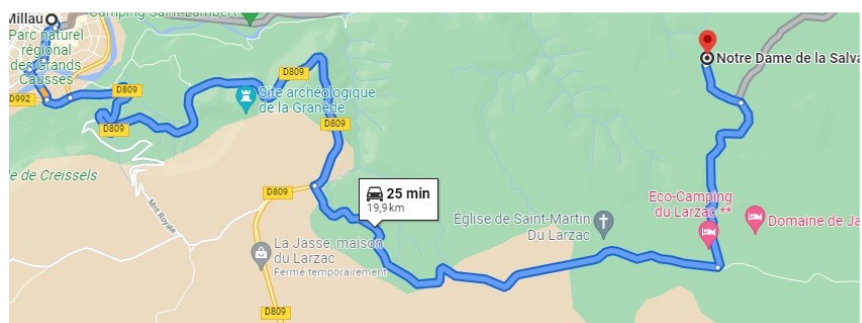 Millau
Camping Saint-Lambert
Parc naturel
régional
des Grands
Causses
D992
D809
D809
D809
Site archéologique
de la Granède
D809
Notre Dame de la Salva
de Creissels
Mnt Royale
D809
25 min
19,9 km
La Jasse, maison
du Larzac
Fermé temporairement
Église de Saint-Martin
Du Larzac
Eco-Camping
du Larzac **
Domaine de Ja